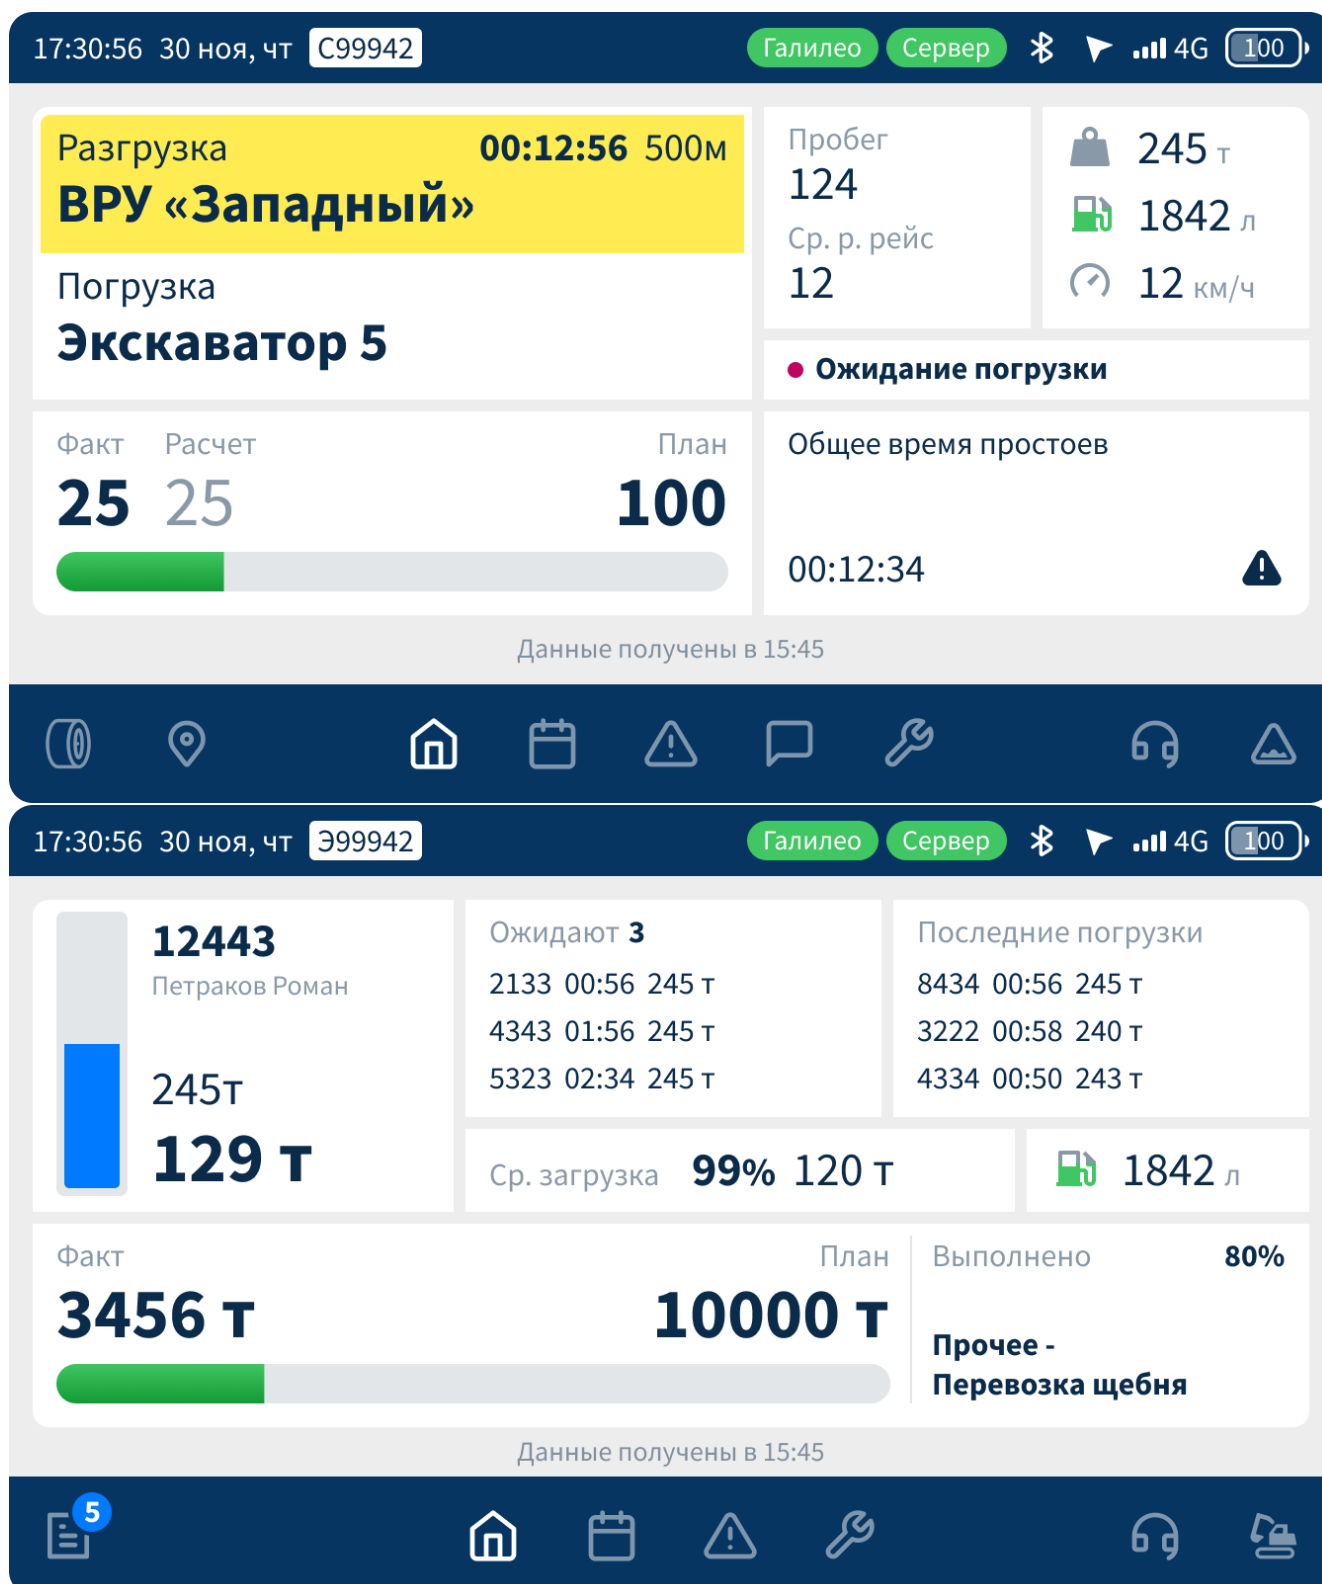 17:30:56 30 ноя, чт С99942 Галилео Сервер 4G 100
Разгрузка 00:12:56 500м
ВРУ «Западный»
Погрузка
Экскаватор 5
Пробег
124
Ср. р. рейс
12
245 т
1842 л
12 км/ч
Ожидание погрузки
Факт Расчет План
25 25 100
Общее время простоев
00:12:34
Данные получены в 15:45
17:30:56 30 ноя, чт Э99942 Галилео Сервер 4G 100
12443
Петраков Роман
245т
129 т
Ожидают 3
2133 00:56 245 т
4343 01:56 245 т
5323 02:34 245 т
Последние погрузки
8434 00:56 245 т
3222 00:58 240 т
4334 00:50 243 т
Ср. загрузка 99% 120 т
1842 л
Факт План
3456 т 10000 т
Выполнено 80%
Прочее -
Перевозка щебня
Данные получены в 15:45
5